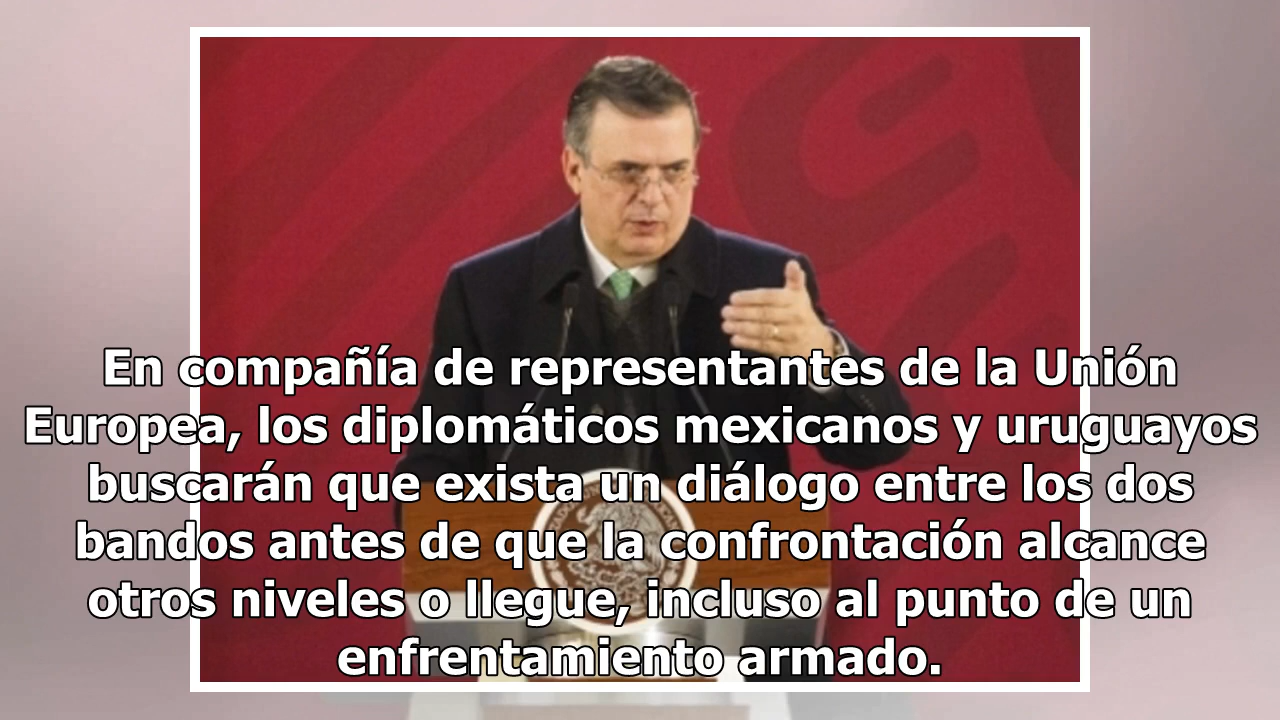 En compañía de representantes de la Unión
Europea, los diplomáticos mexicanos y uruguayos
buscarán que exista un diálogo entre los dos
bandos antes de que la confrontación alcance
otros niveles o llegue, incluso al punto de un
enfrentamiento armado.